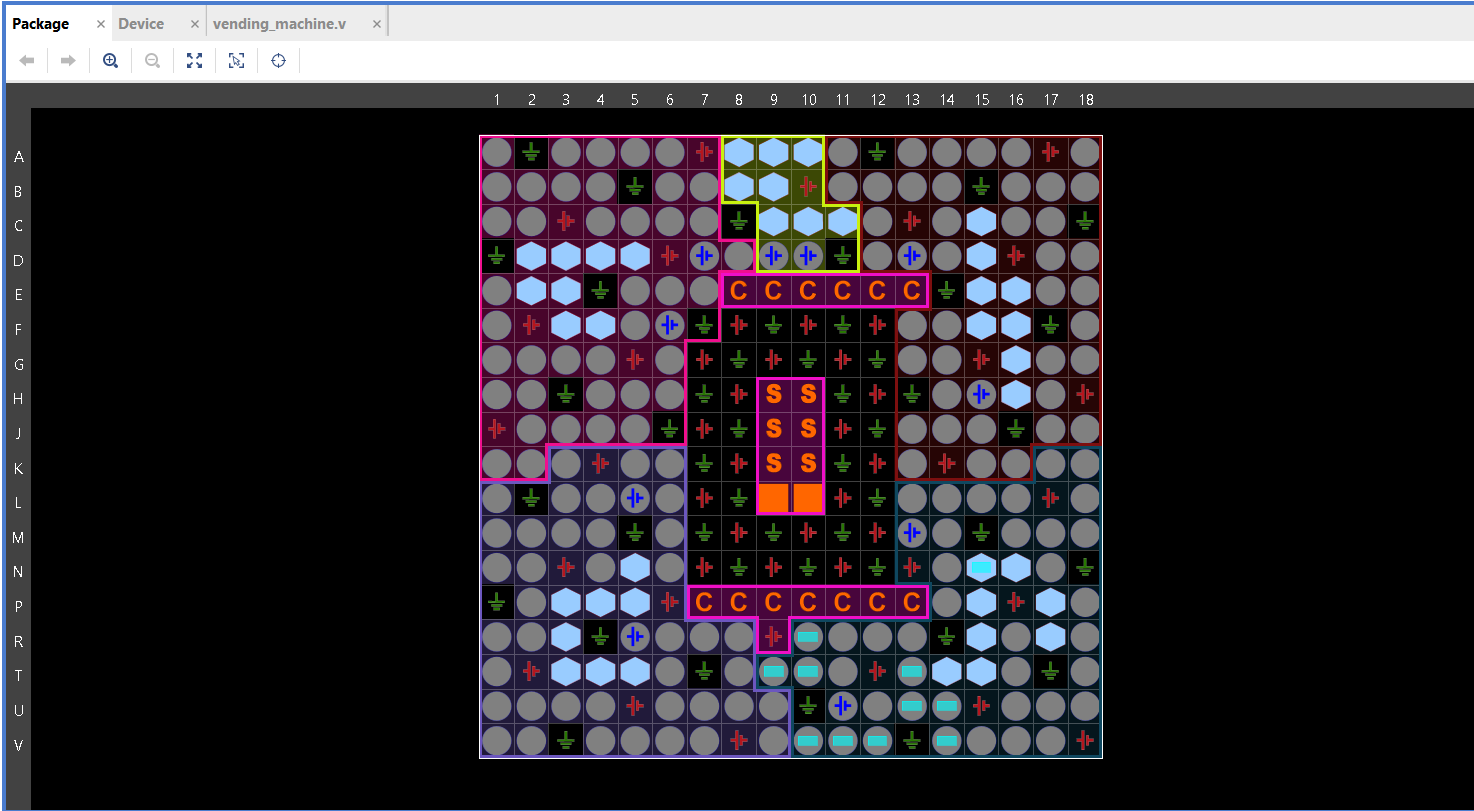 Package × Device × vending_machine.v ×
1 2 3 4 5 6 7 8 9 10 11 12 13 14 15 16 17 18
A
B
C
D
E C C C C C C
F
G
H S S
J S S
K S S
L
M
N
P C C C C C C C
R
T
U
V